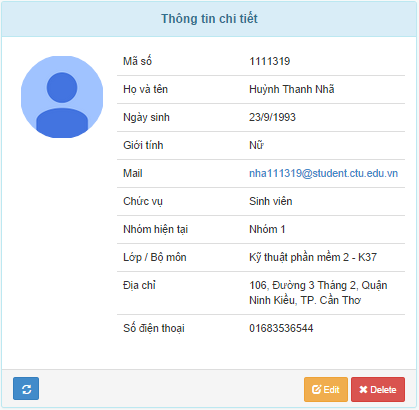 Thông tin chi tiết
Mã số 1111319
Họ và tên Huỳnh Thanh Nhã
Ngày sinh 23/9/1993
Giới tính Nữ
Mail nha111319@student.ctu.edu.vn
Chức vụ Sinh viên
Nhóm hiện tại Nhóm 1
Lớp / Bộ môn Kỹ thuật phần mềm 2 - K37
Địa chỉ 106, Đường 3 Tháng 2, Quận
Ninh Kiều, TP. Cần Thơ
Số điện thoại 01683536544
Edit Delete